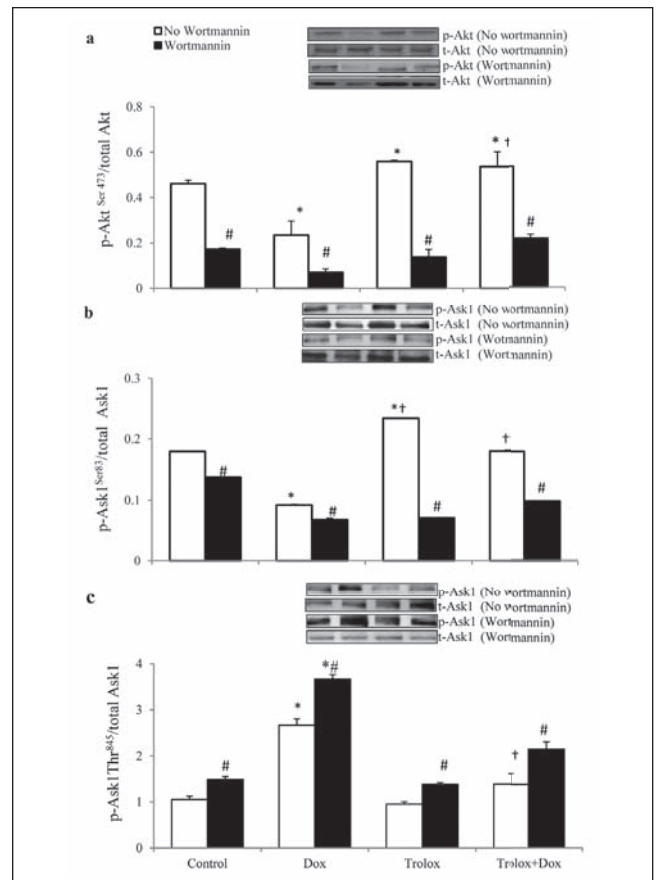 a
No Wortmannin
Wortmannin
p-Akt (No wortmannin)
t-Akt (No wortmannin)
p-Akt (Wortmannin)
t-Akt (Wortmannin)
p-Akt Ser 473/total Akt
0.8
0.6
0.4
0.2
0
#
*
#
*
#
* †
#
b
p-Ask1 (No wortmannin)
t-Ask1 (No wortmannin)
p-Ask1 (Wotmannin)
t-Ask1 (Wortmannin)
p-Ask1Ser83/total Ask1
0.3
0.2
0.1
0
#
*
#
*†
#
†
#
c
p-Ask1 (No wortmannin)
t-Ask1 (No wortmannin)
p-Ask1 (Wortmannin)
t-Ask1 (Wortmannin)
p-Ask1Thr845/total Ask1
4
3
2
1
0
#
*
*#
#
†
#
Control Dox Trolox Trolox+Dox